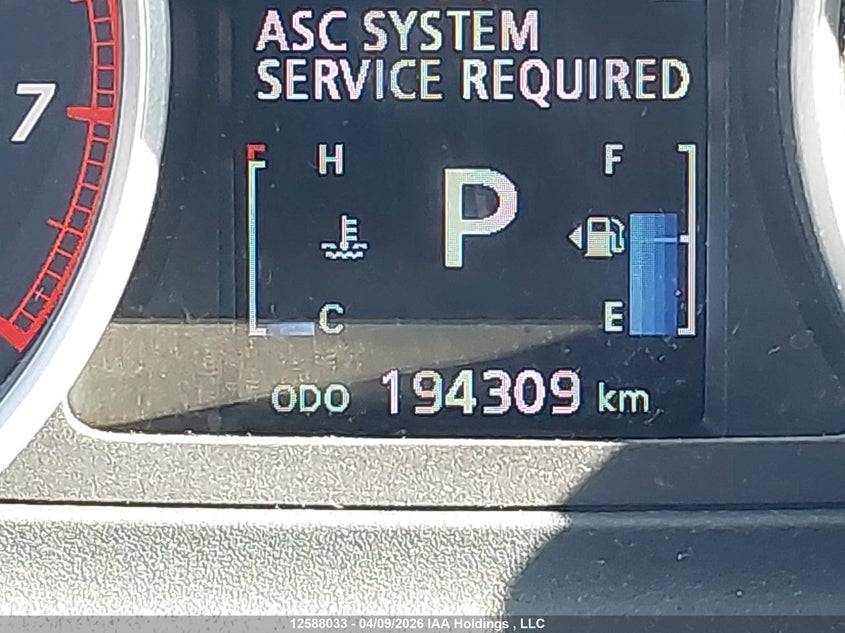 ASC SYSTEM
SERVICE REQUIRED
7
H
P
F
C
E
ODO 194309 km
12588033 - 04/09/2026 IAA Holdings , LLC